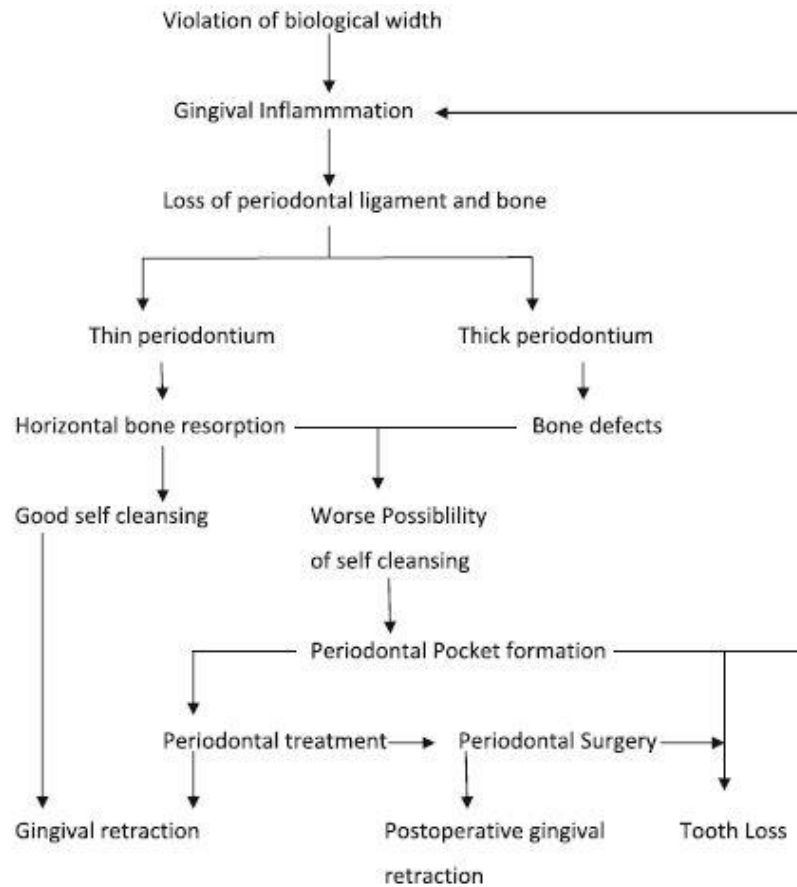 Violation of biological width
Gingival Inflammmation
Loss of periodontal ligament and bone
Thin periodontium
Thick periodontium
Horizontal bone resorption
Bone defects
Good self cleansing
Worse Possiblility
of self cleansing
Periodontal Pocket formation
Periodontal treatment
Periodontal Surgery
Gingival retraction
Postoperative gingival
retraction
Tooth Loss